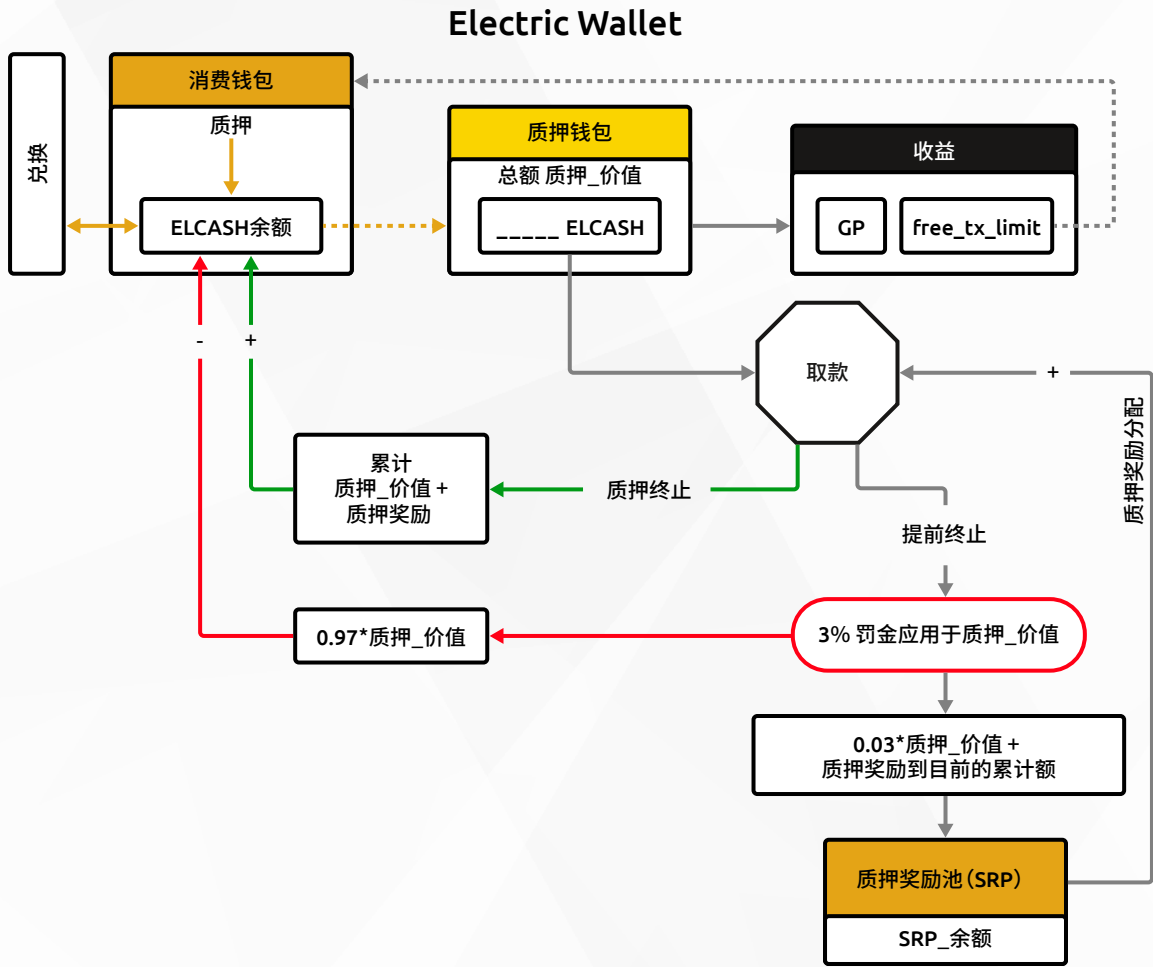 Electric Wallet
兑换
消费钱包
质押
ELCASH余额
质押钱包
总额 质押_价值
_____ ELCASH
收益
GP
free_tx_limit
-
+
取款
+
质押奖励分配
累计
质押_价值 +
质押奖励
质押终止
提前终止
0.97*质押_价值
3% 罚金应用于质押_价值
0.03*质押_价值 +
质押奖励到目前的累计额
质押奖励池(SRP)
SRP_余额